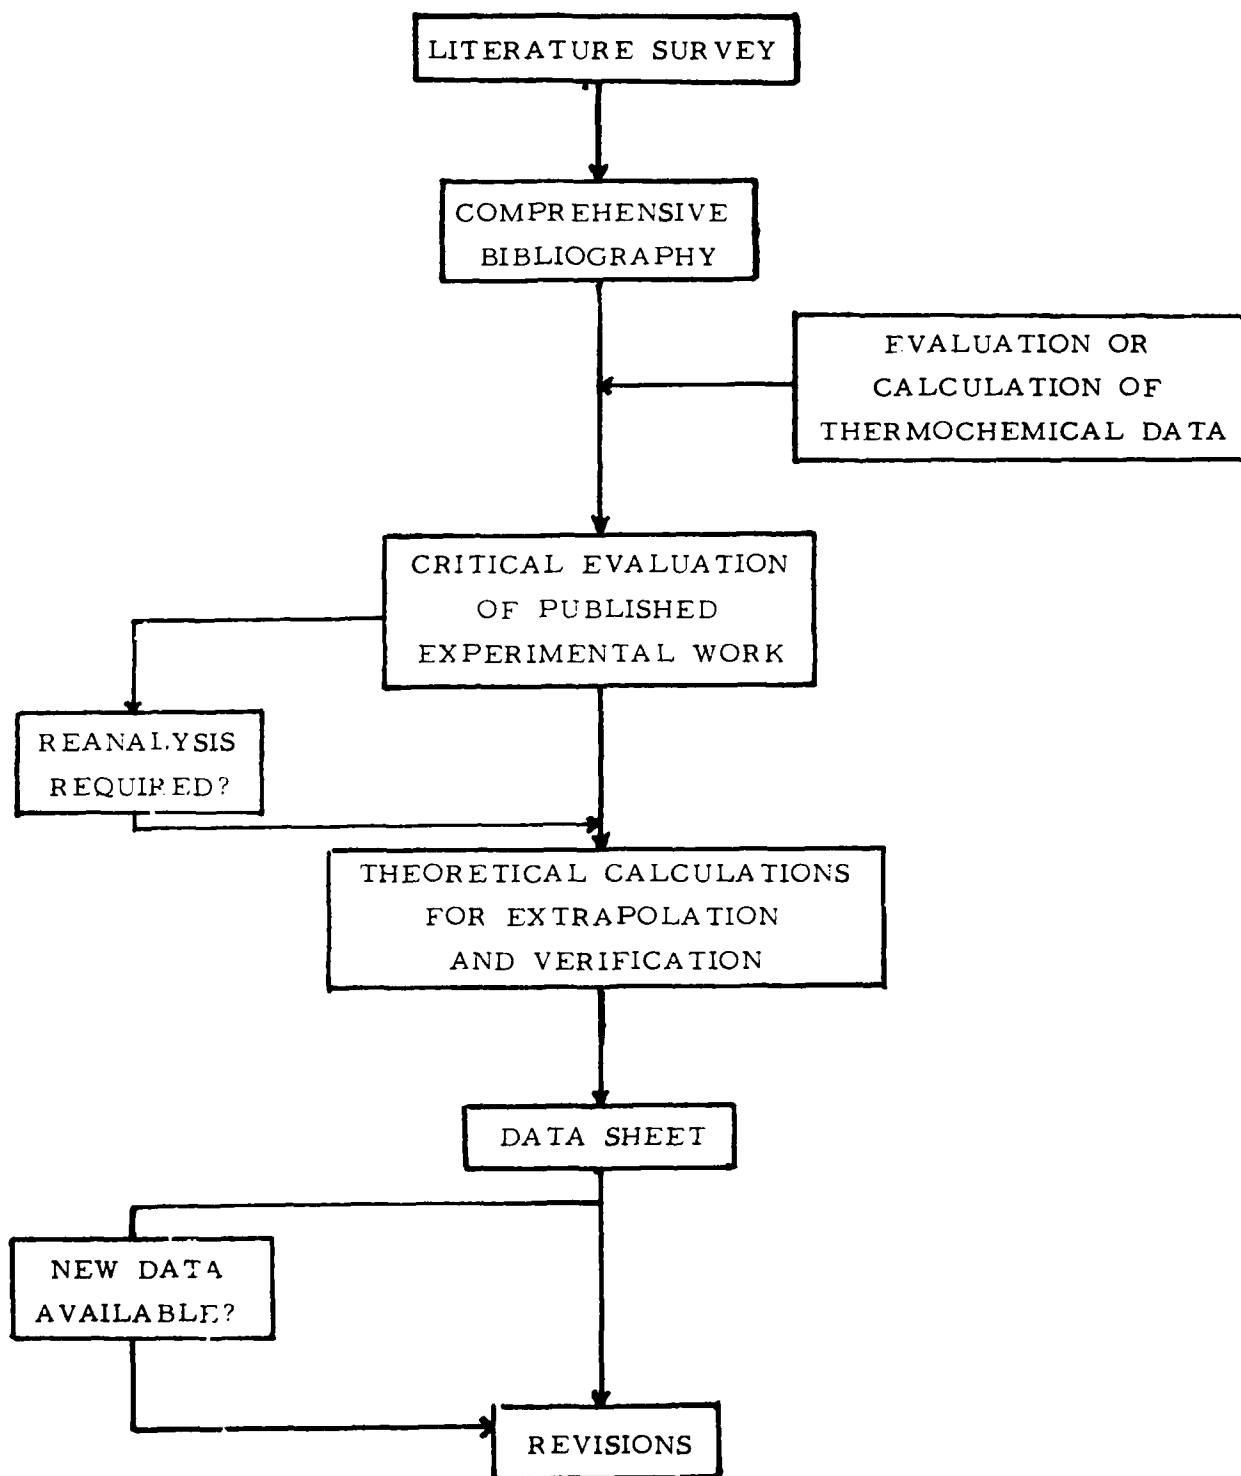 LITERATURE SURVEY
COMPREHENSIVE
BIBLIOGRAPHY
EVALUATION OR
CALCULATION OF
THERMOCHEMICAL DATA
CRITICAL EVALUATION
OF PUBLISHED
EXPERIMENTAL WORK
REANALYSIS
REQUIRED?
THEORETICAL CALCULATIONS
FOR EXTRAPOLATION
AND VERIFICATION
DATA SHEET
NEW DATA
AVAILABLE?
REVISIONS